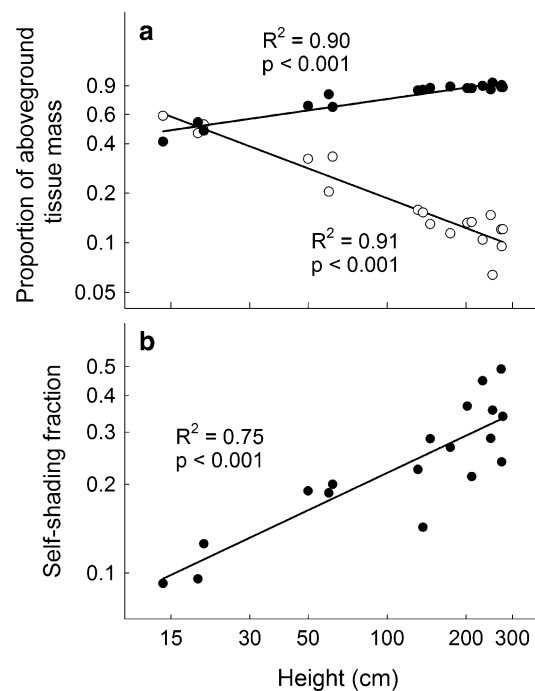 a
R² = 0.90
p < 0.001
0.9
0.6
0.4
0.2
0.1
0.05
Proportion of aboveground
tissue mass
R² = 0.91
p < 0.001
b
0.5
0.4
0.3
0.2
0.1
Self-shading fraction
R² = 0.75
p < 0.001
15 30 50 100 200 300
Height (cm)